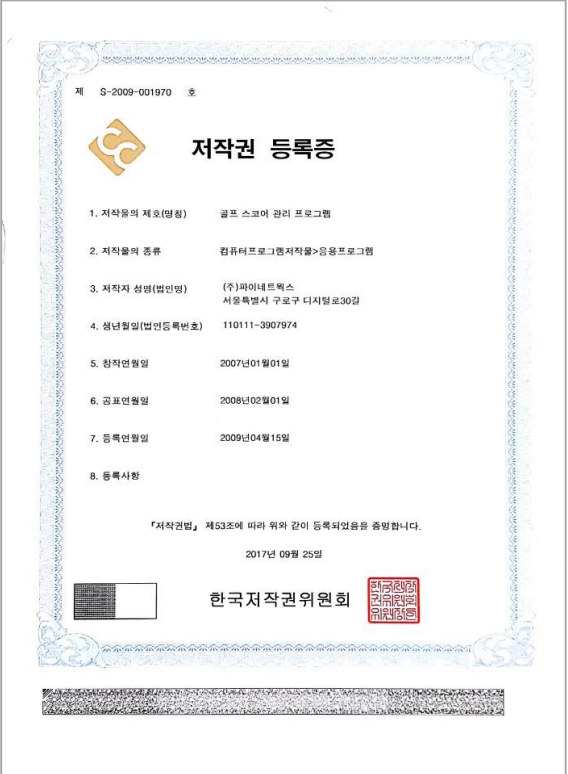 제 S-2009-001970 호
저작권 등록증
1. 저작물의 제호(명칭) 골프 스코어 관리 프로그램
2. 저작물의 종류 컴퓨터프로그램저작물>응용프로그램
3. 저작자 성명(법인명) (주)파이네트웍스
서울특별시 구로구 디지털로30길
4. 생년월일(법인등록번호) 110111-3907974
5. 창작연월일 2007년01월01일
6. 공표연월일 2008년02월01일
7. 등록연월일 2009년04월15일
8. 등록사항
『저작권법』 제53조에 따라 위와 같이 등록되었음을 증명합니다.
2017년 09월 25일
한국저작권위원회